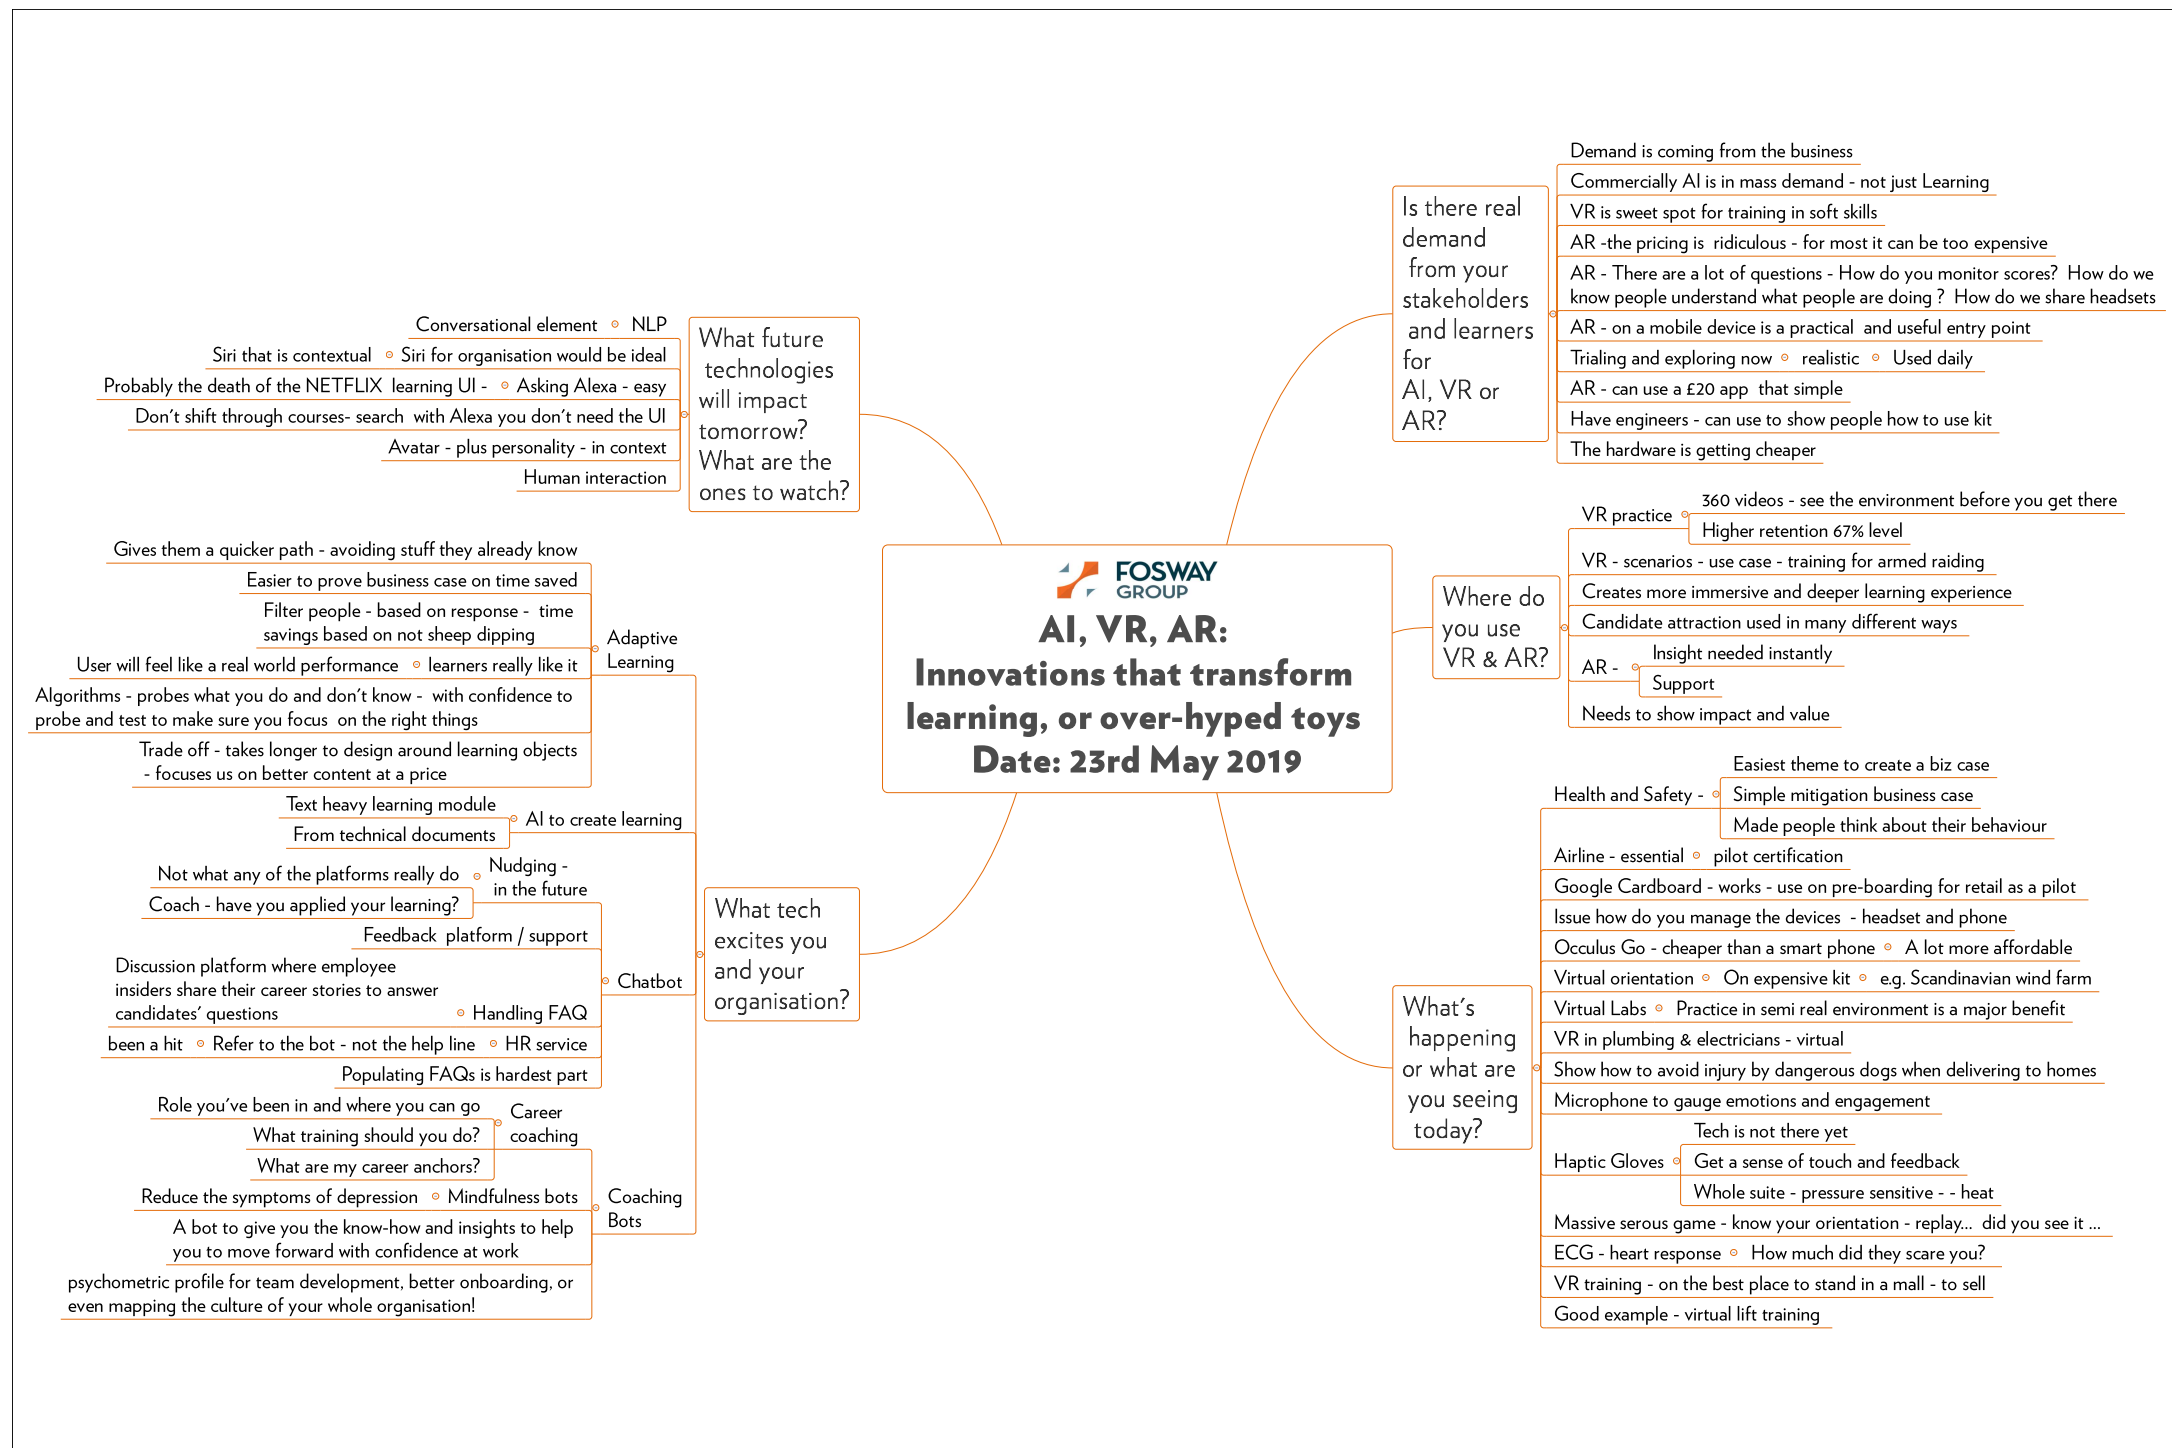 FOSWAY
GROUP
AI, VR, AR:
Innovations that transform
learning, or over-hyped toys
Date: 23rd May 2019
Is there real
demand
from your
stakeholders
and learners
for
AI, VR or
AR?
Demand is coming from the business
Commercially AI is in mass demand - not just Learning
VR is sweet spot for training in soft skills
AR -the pricing is  ridiculous - for most it can be too expensive
AR - There are a lot of questions - How do you monitor scores?  How do we
know people understand what people are doing ?  How do we share headsets
AR - on a mobile device is a practical  and useful entry point
Trialing and exploring now realistic Used daily
AR - can use a £20 app  that simple
Have engineers - can use to show people how to use kit
The hardware is getting cheaper
Where do
you use
VR & AR?
VR practice
360 videos - see the environment before you get there
Higher retention 67% level
VR - scenarios - use case - training for armed raiding
Creates more immersive and deeper learning experience
Candidate attraction used in many different ways
AR -
Insight needed instantly
Support
Needs to show impact and value
What's
happening
or what are
you seeing
today?
Health and Safety -
Easiest theme to create a biz case
Simple mitigation business case
Made people think about their behaviour
Airline - essential pilot certification
Google Cardboard - works - use on pre-boarding for retail as a pilot
Issue how do you manage the devices  - headset and phone
Occulus Go - cheaper than a smart phone A lot more affordable
Virtual orientation On expensive kit e.g. Scandinavian wind farm
Virtual Labs Practice in semi real environment is a major benefit
VR in plumbing & electricians - virtual
Show how to avoid injury by dangerous dogs when delivering to homes
Microphone to gauge emotions and engagement
Haptic Gloves
Tech is not there yet
Get a sense of touch and feedback
Whole suite - pressure sensitive - - heat
Massive serous game - know your orientation - replay...  did you see it ...
ECG - heart response How much did they scare you?
VR training - on the best place to stand in a mall - to sell
Good example - virtual lift training
What future
technologies
will impact
tomorrow?
What are the
ones to watch?
Conversational element NLP
Siri that is contextual Siri for organisation would be ideal
Probably the death of the NETFLIX  learning UI - Asking Alexa - easy
Don't shift through courses- search  with Alexa you don't need the UI
Avatar - plus personality - in context
Human interaction
What tech
excites you
and your
organisation?
Adaptive
Learning
Gives them a quicker path - avoiding stuff they already know
Easier to prove business case on time saved
Filter people - based on response -  time
savings based on not sheep dipping
User will feel like a real world performance learners really like it
Algorithms - probes what you do and don't know -  with confidence to
probe and test to make sure you focus  on the right things
Trade off - takes longer to design around learning objects
- focuses us on better content at a price
AI to create learning
Text heavy learning module
From technical documents
Chatbot
Nudging -
in the future
Not what any of the platforms really do
Coach - have you applied your learning?
Feedback  platform / support
Discussion platform where employee
insiders share their career stories to answer
candidates' questions
Handling FAQ
been a hit Refer to the bot - not the help line HR service
Populating FAQs is hardest part
Coaching
Bots
Career
coaching
Role you've been in and where you can go
What training should you do?
What are my career anchors?
Reduce the symptoms of depression Mindfulness bots
A bot to give you the know-how and insights to help
you to move forward with confidence at work
psychometric profile for team development, better onboarding, or
even mapping the culture of your whole organisation!